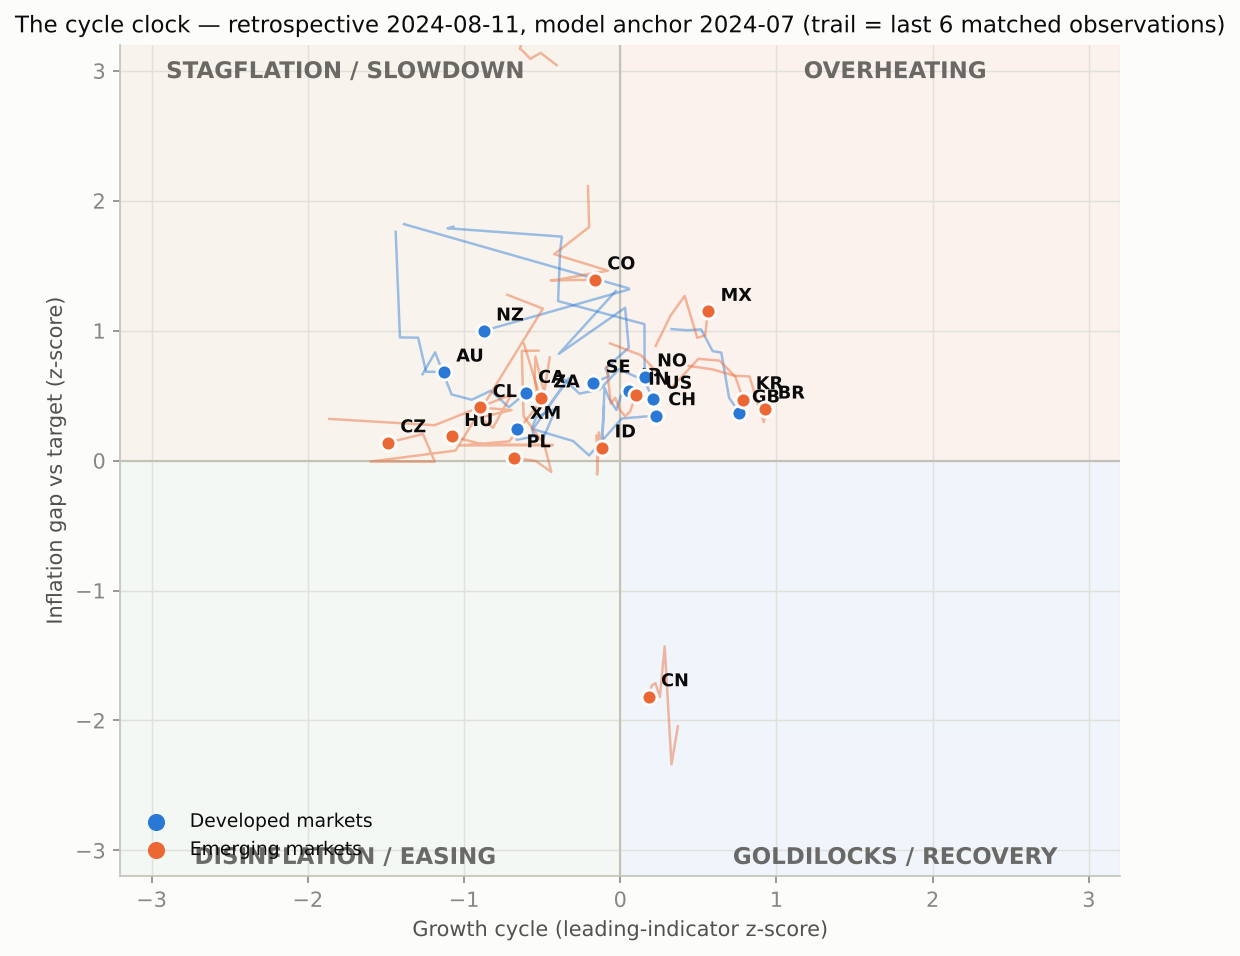 The cycle clock — retrospective 2024-08-11, model anchor 2024-07 (trail = last 6 matched observations)
STAGFLATION / SLOWDOWN
OVERHEATING
3
2
1
0
−1
−2
−3
Inflation gap vs target (z-score)
CO
MX
NZ
AU
SE
NO
CA
ZA
IN
US
KR
CL
BR
GB
CH
XM
HU
CZ
ID
PL
CN
Developed markets
Emerging markets
DISINFLATION / EASING
GOLDILOCKS / RECOVERY
−3
−2
−1
0
1
2
3
Growth cycle (leading-indicator z-score)